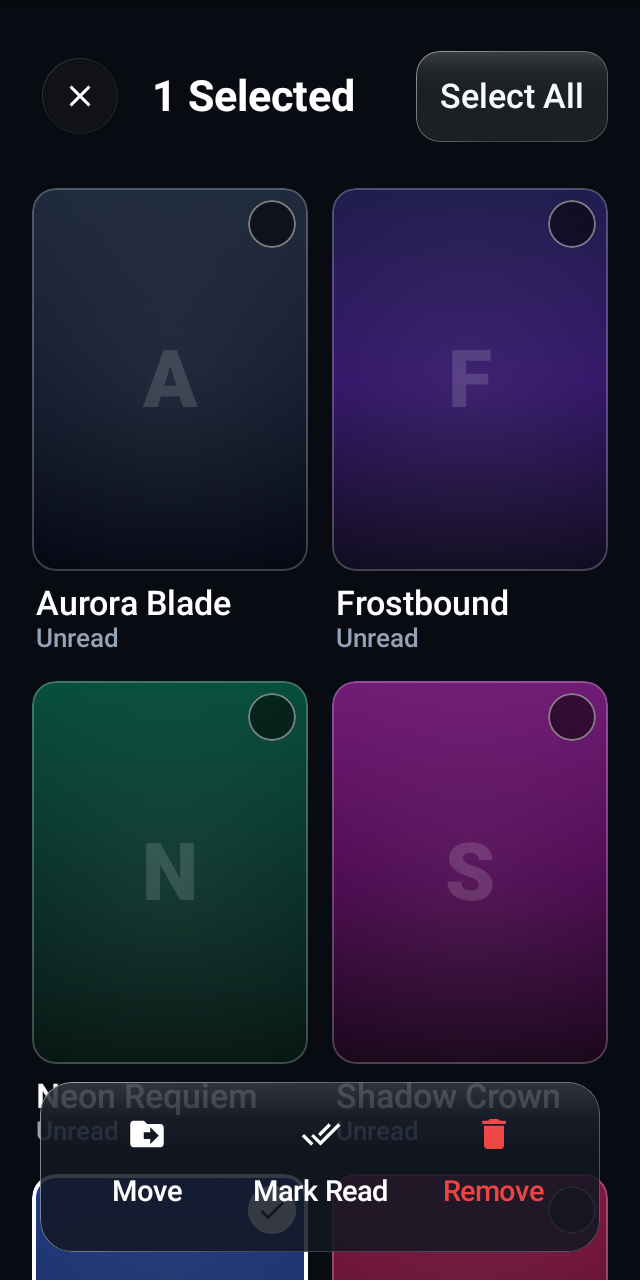 1 Selected
Select All
A
F
Aurora Blade
Frostbound
Unread
Unread
N
S
Neon Requiem
Shadow Crown
Unread
Unread
Move
Mark Read
Remove